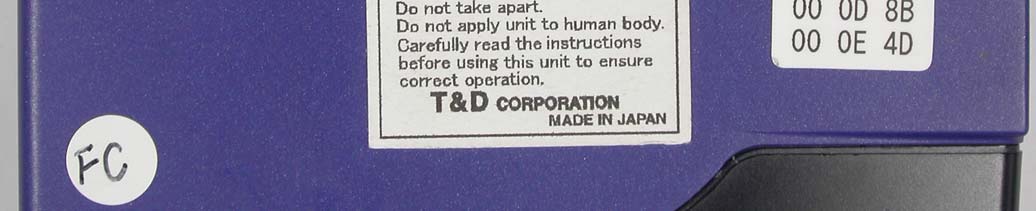 Do not take apart.
Do not apply unit to human body.
Carefully read the instructions
before using this unit to ensure
correct operation.
T&D CORPORATION
MADE IN JAPAN
00 0D 8B
00 0E 4D
FC